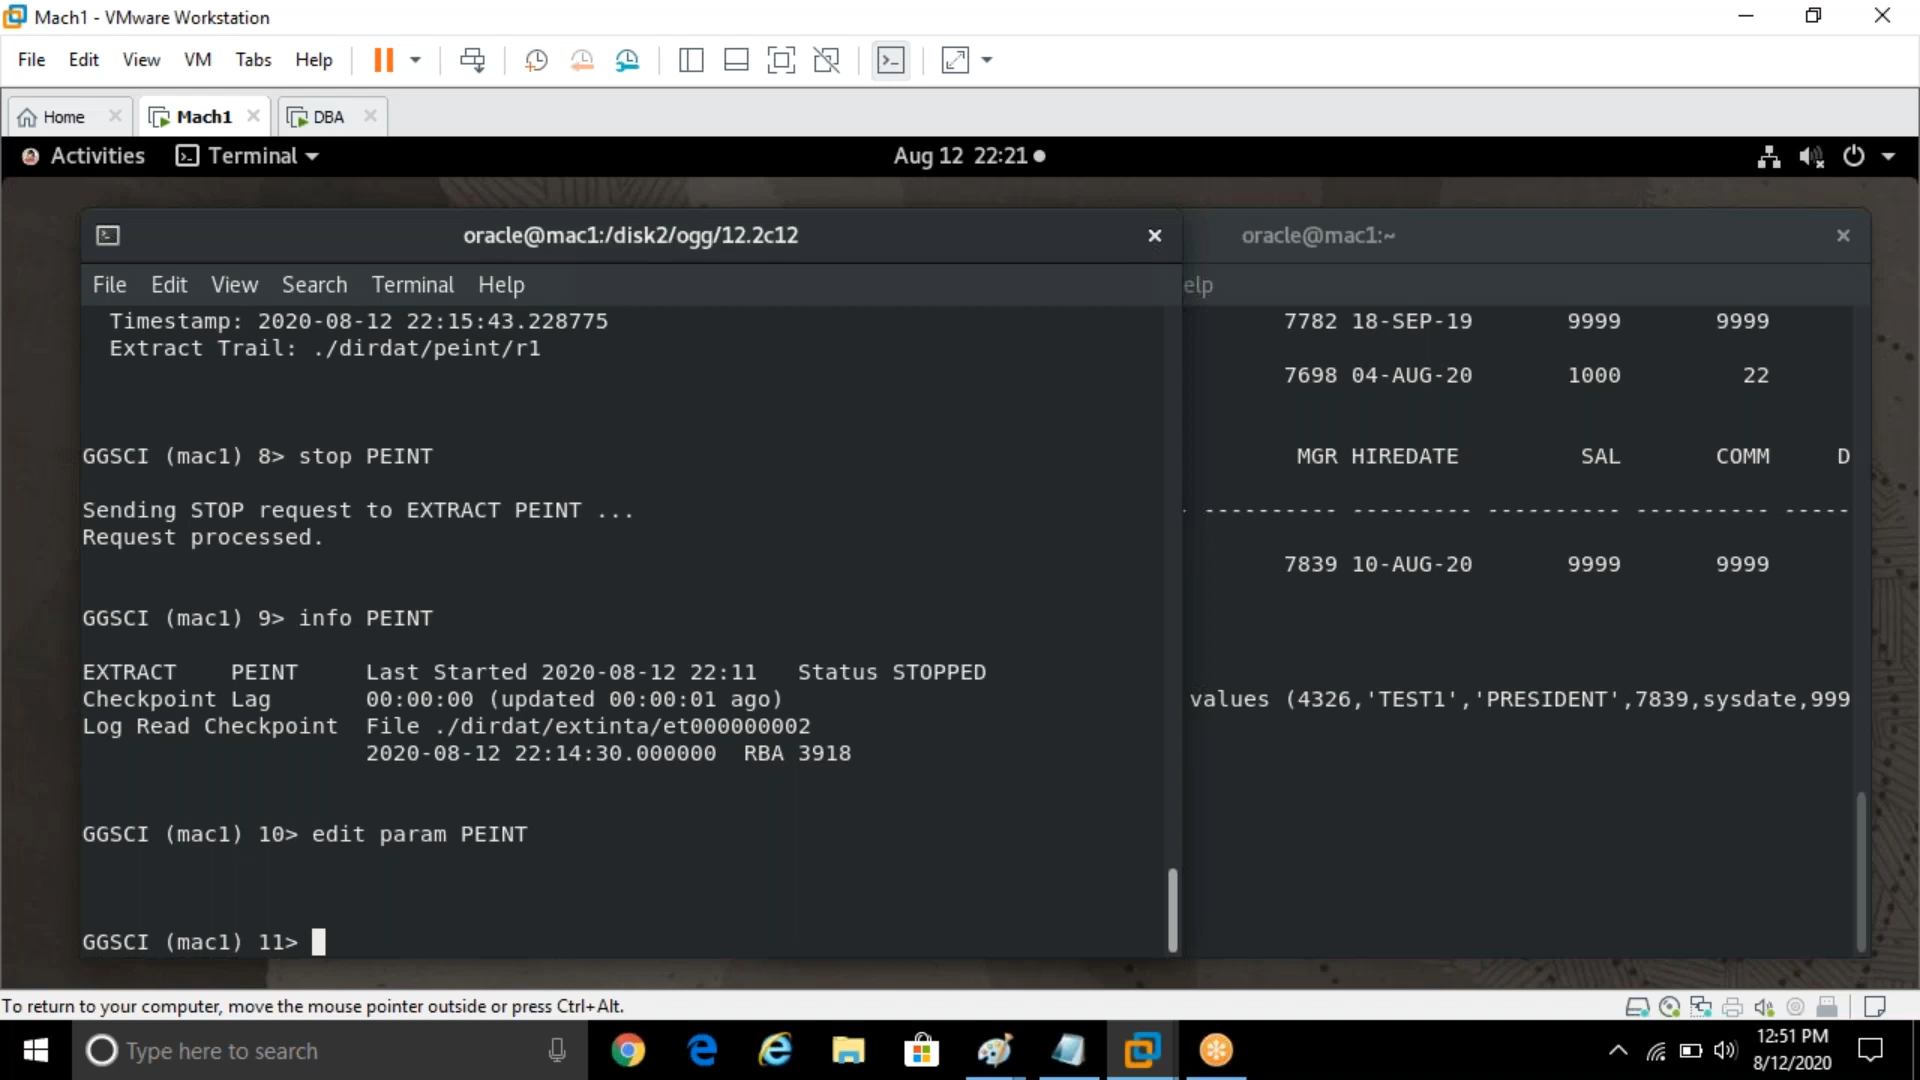 Mach1 - VMware Workstation
File Edit View VM Tabs Help
Home Mach1 DBA
Activities Terminal Aug 12 22:21
oracle@mac1:/disk2/ogg/12.2c12
File Edit View Search Terminal Help
Timestamp: 2020-08-12 22:15:43.228775
Extract Trail: ./dirdat/peint/r1
GGSCI (mac1) 8> stop PEINT
Sending STOP request to EXTRACT PEINT ...
Request processed.
GGSCI (mac1) 9> info PEINT
EXTRACT PEINT Last Started 2020-08-12 22:11 Status STOPPED
Checkpoint Lag 00:00:00 (updated 00:00:01 ago)
Log Read Checkpoint File ./dirdat/extinta/et000000002
2020-08-12 22:14:30.000000 RBA 3918
GGSCI (mac1) 10> edit param PEINT
GGSCI (mac1) 11>
oracle@mac1:~
elp
7782 18-SEP-19 9999 9999
7698 04-AUG-20 1000 22
MGR HIREDATE SAL COMM D
- ---------- --------- ---------- ---------- -----
7839 10-AUG-20 9999 9999
values (4326,'TEST1','PRESIDENT',7839,sysdate,999
To return to your computer, move the mouse pointer outside or press Ctrl+Alt.
Type here to search
12:51 PM
8/12/2020